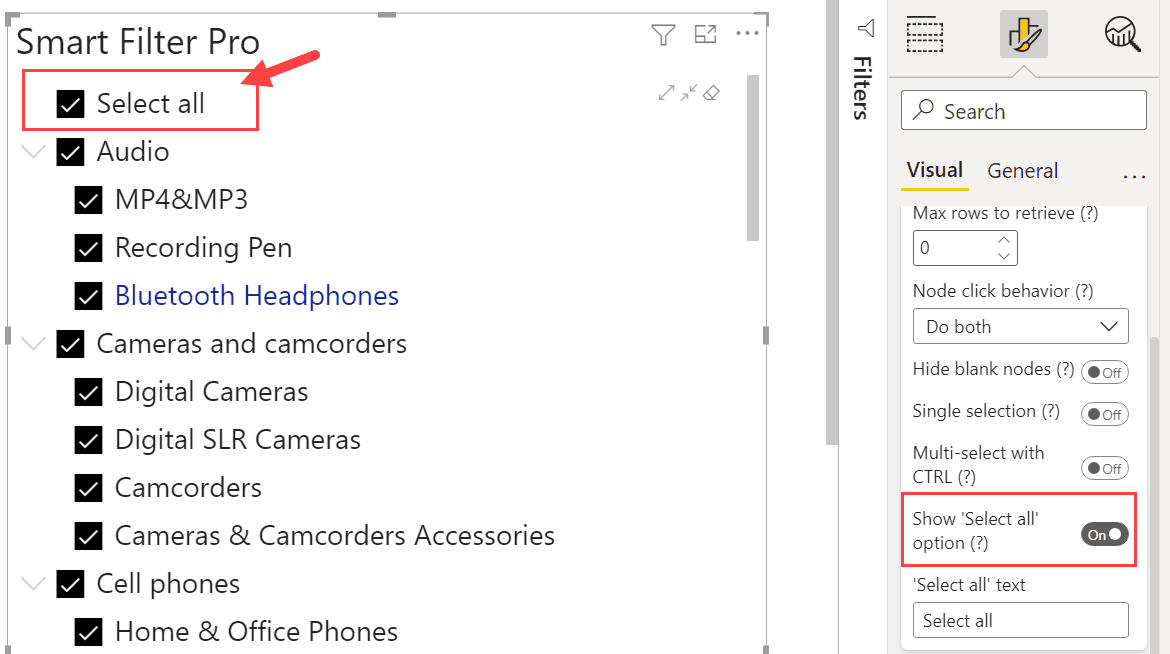 Smart Filter Pro
Select all
Audio
MP4&MP3
Recording Pen
Bluetooth Headphones
Cameras and camcorders
Digital Cameras
Digital SLR Cameras
Camcorders
Cameras & Camcorders Accessories
Cell phones
Home & Office Phones
Filters
Search
Visual General ...
Max rows to retrieve (?)
0
Node click behavior (?)
Do both
Hide blank nodes (?) Off
Single selection (?) Off
Multi-select with
CTRL (?) Off
Show 'Select all'
option (?) On
'Select all' text
Select all